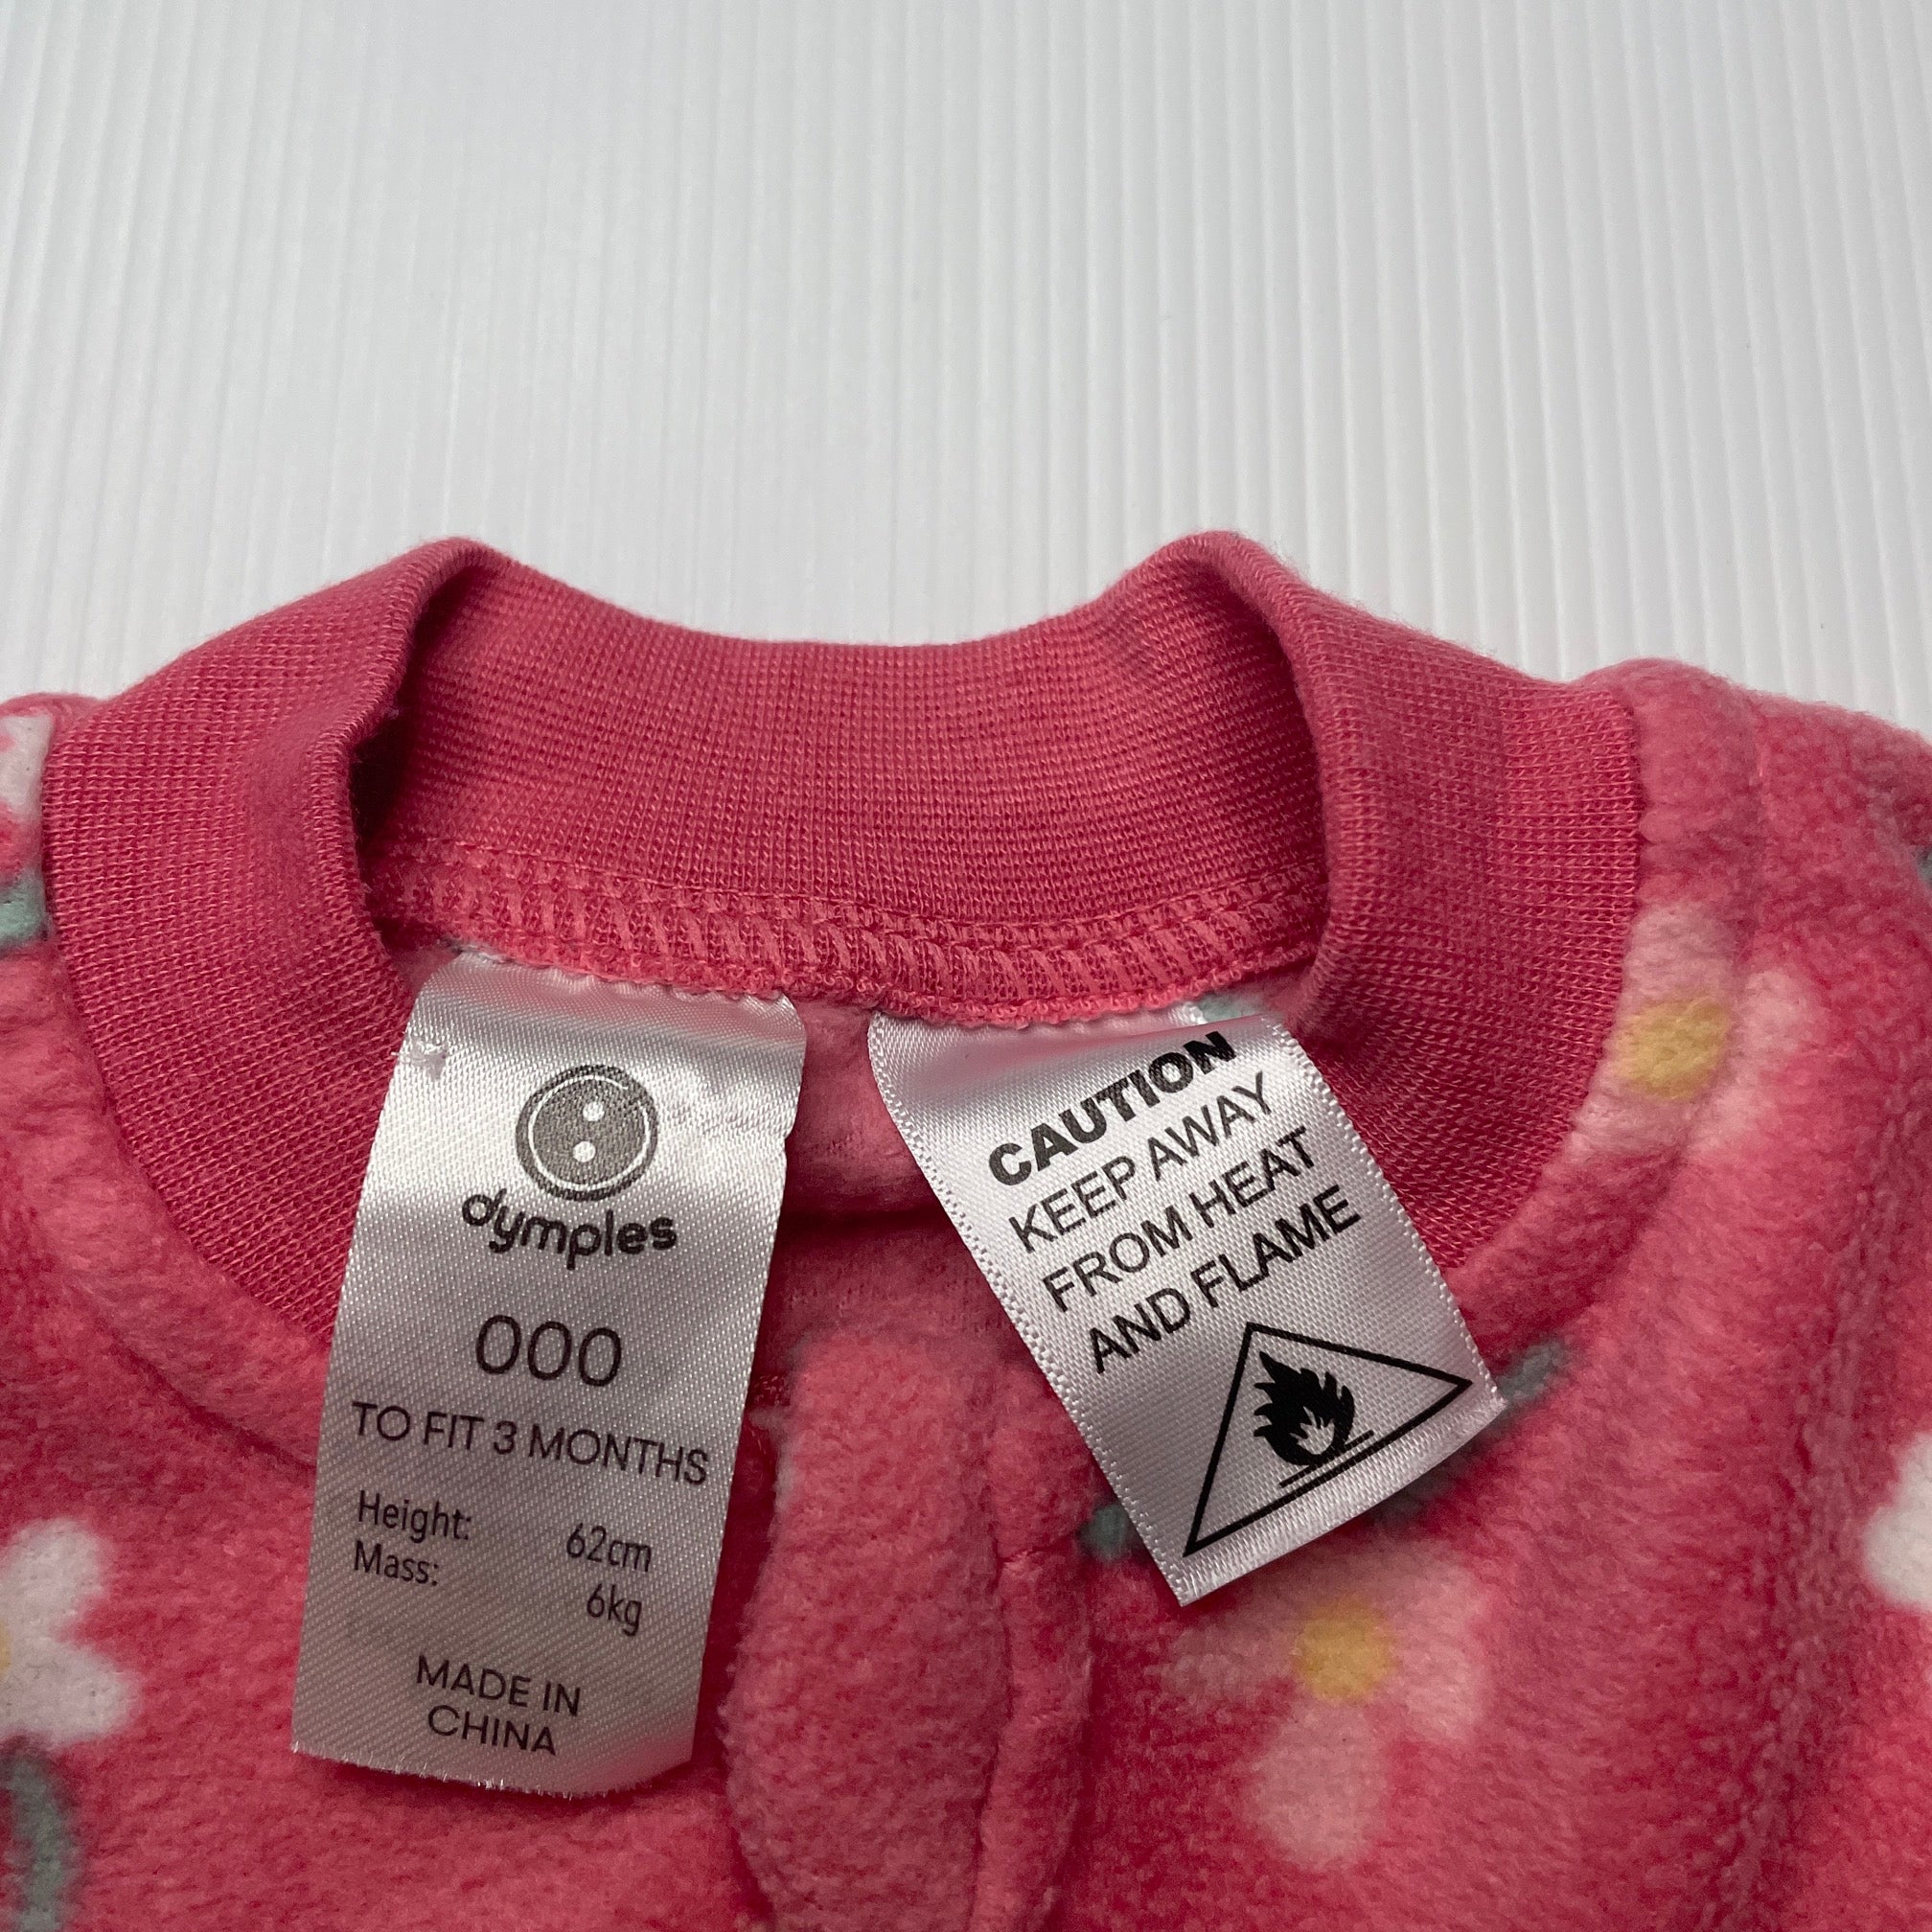 dymples
000
TO FIT 3 MONTHS
Height: 62cm
Mass: 6kg
MADE IN
CHINA
CAUTION
KEEP AWAY
FROM HEAT
AND FLAME